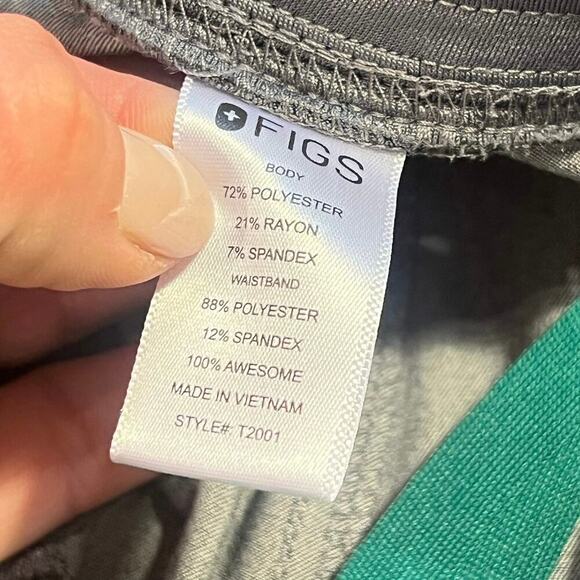 FIGS
BODY
72% POLYESTER
21% RAYON
7% SPANDEX
WAISTBAND
88% POLYESTER
12% SPANDEX
100% AWESOME
MADE IN VIETNAM
STYLE#: T2001